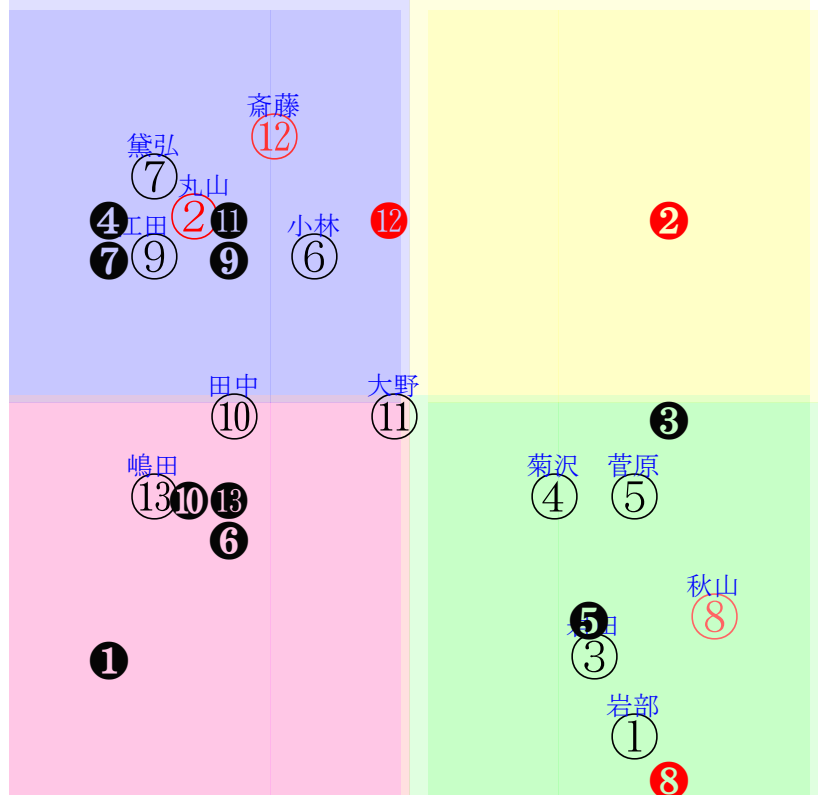 斎藤
⑫
黛弘
⑦
丸山
②
❹
⓫
工田
小林
⓬
❷
⑨
⑥
❼
❾
田中
⑩
大野
⑪
❸
嶋田
⑬
❿
⓭
菊沢
④
菅原
⑤
❻
秋山
⑧
❺
田
③
❶
岩部
①
❽